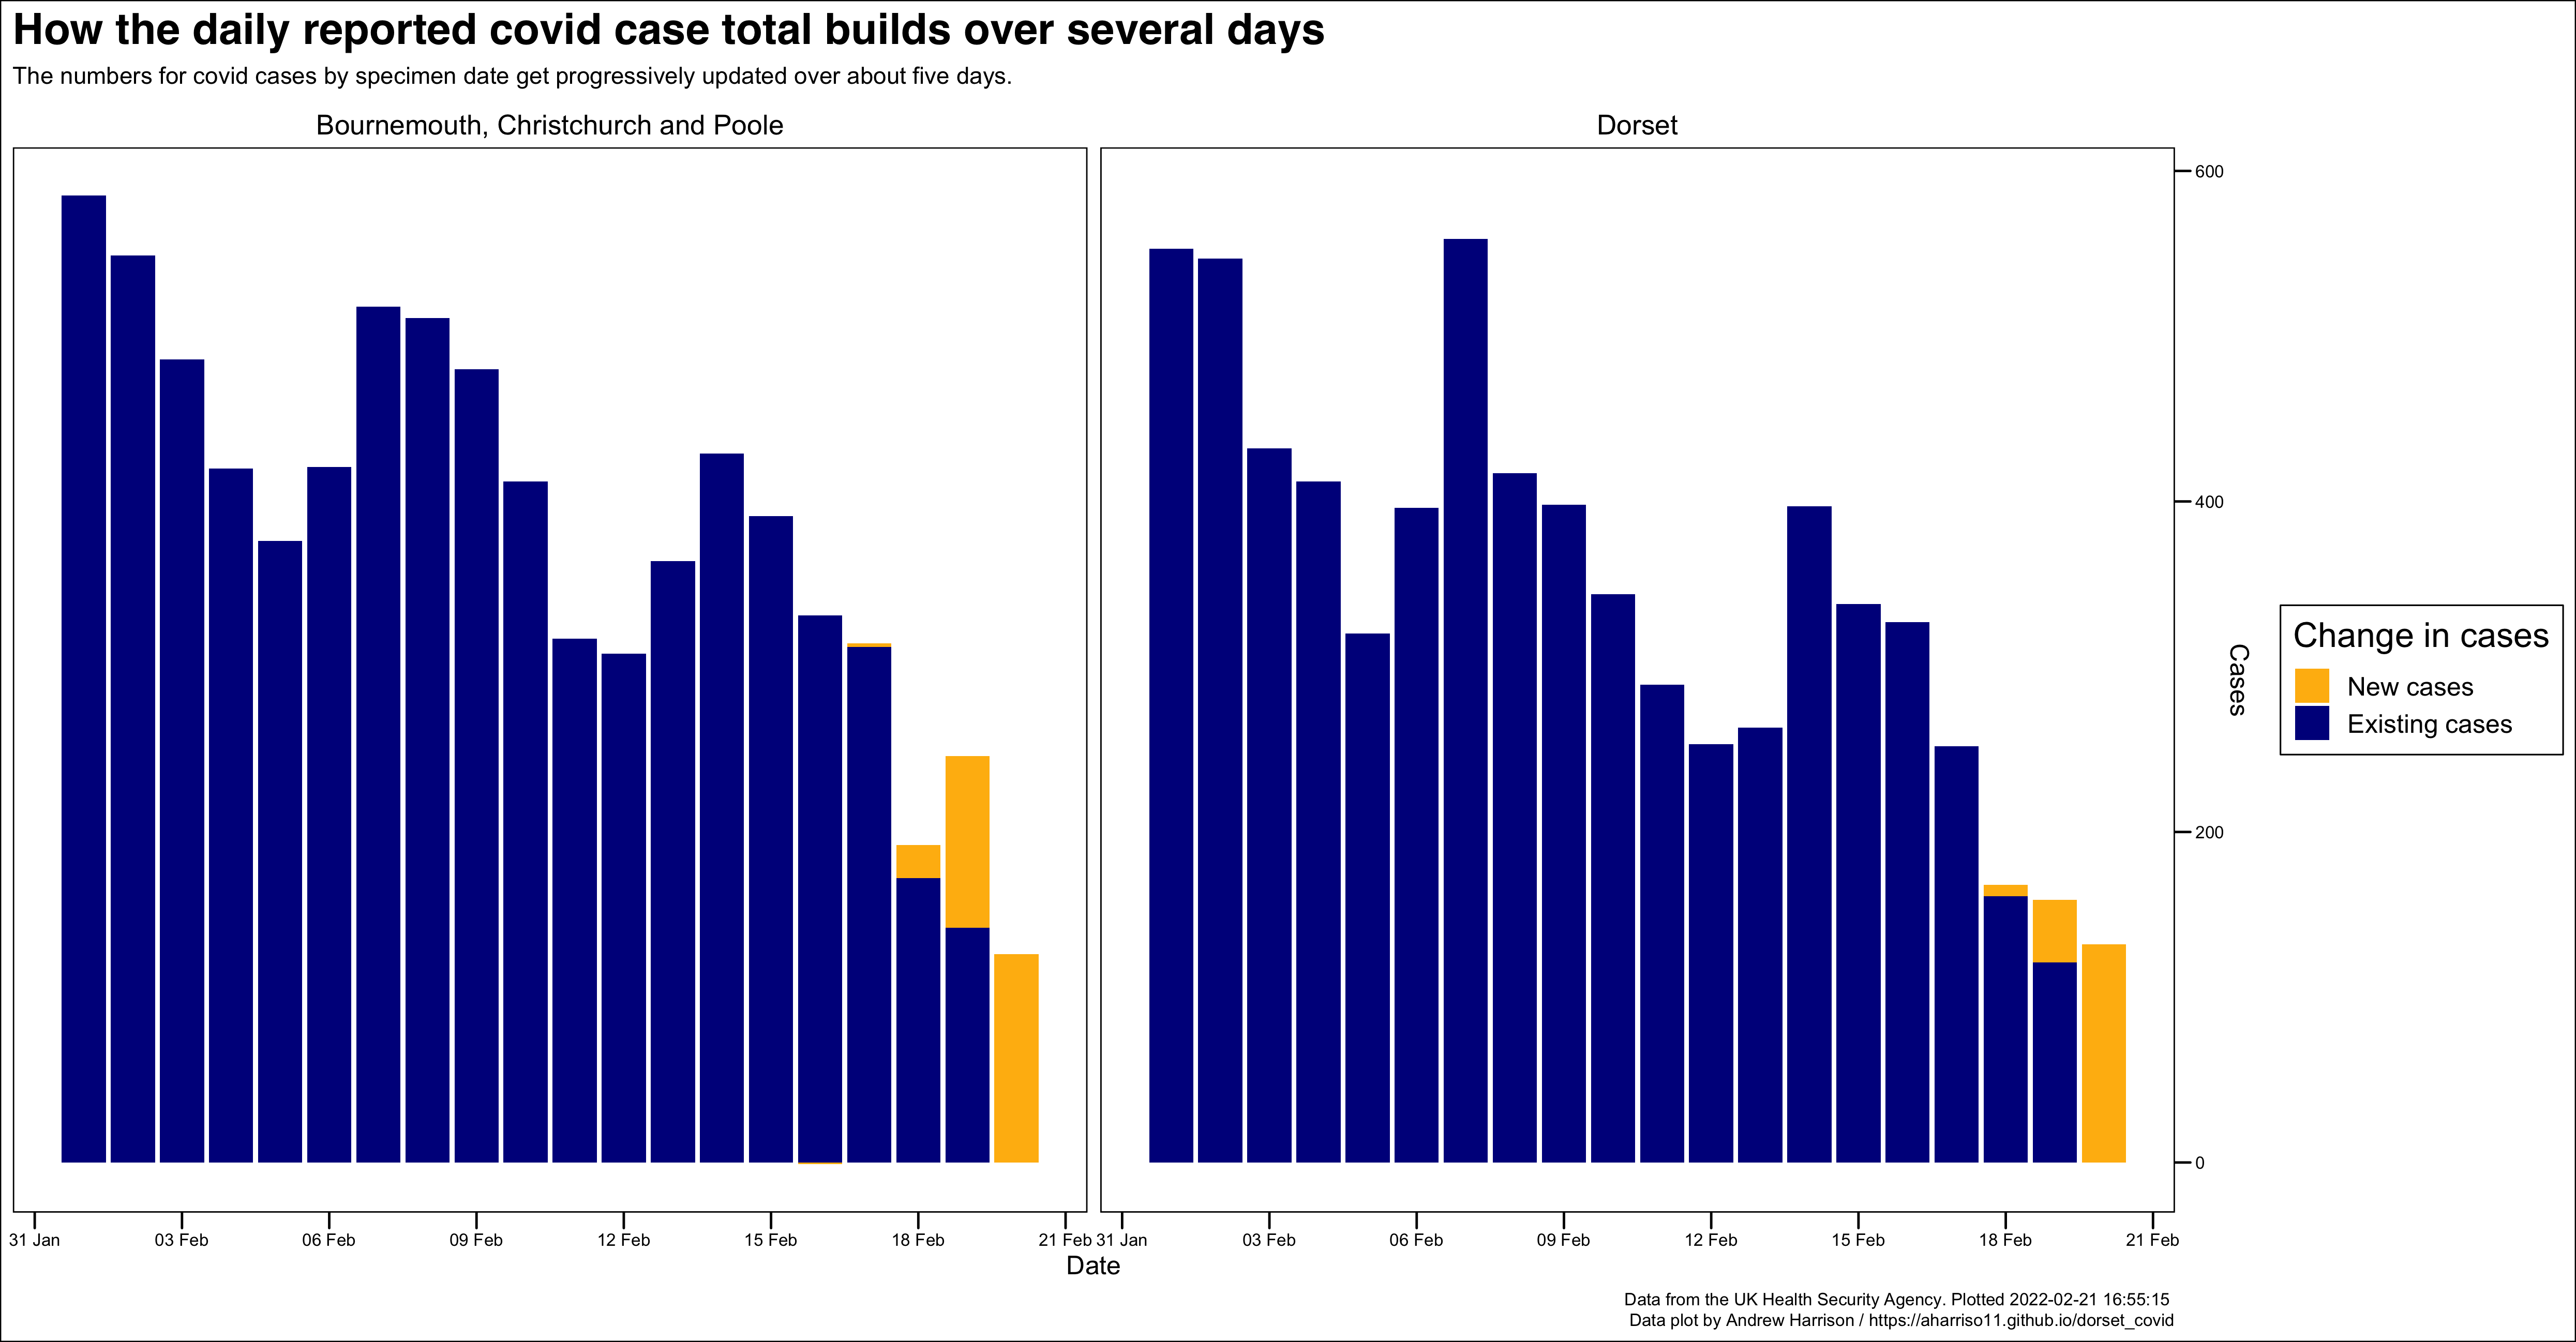 How the daily reported covid case total builds over several days
The numbers for covid cases by specimen date get progressively updated over about five days.
Bournemouth, Christchurch and Poole
Dorset
600
400
200
0
Cases
Change in cases
New cases
Existing cases
31 Jan 03 Feb 06 Feb 09 Feb 12 Feb 15 Feb 18 Feb 21 Feb 31 Jan 03 Feb 06 Feb 09 Feb 12 Feb 15 Feb 18 Feb 21 Feb
Date
Data from the UK Health Security Agency. Plotted 2022-02-21 16:55:15
Data plot by Andrew Harrison / https://aharriso11.github.io/dorset_covid